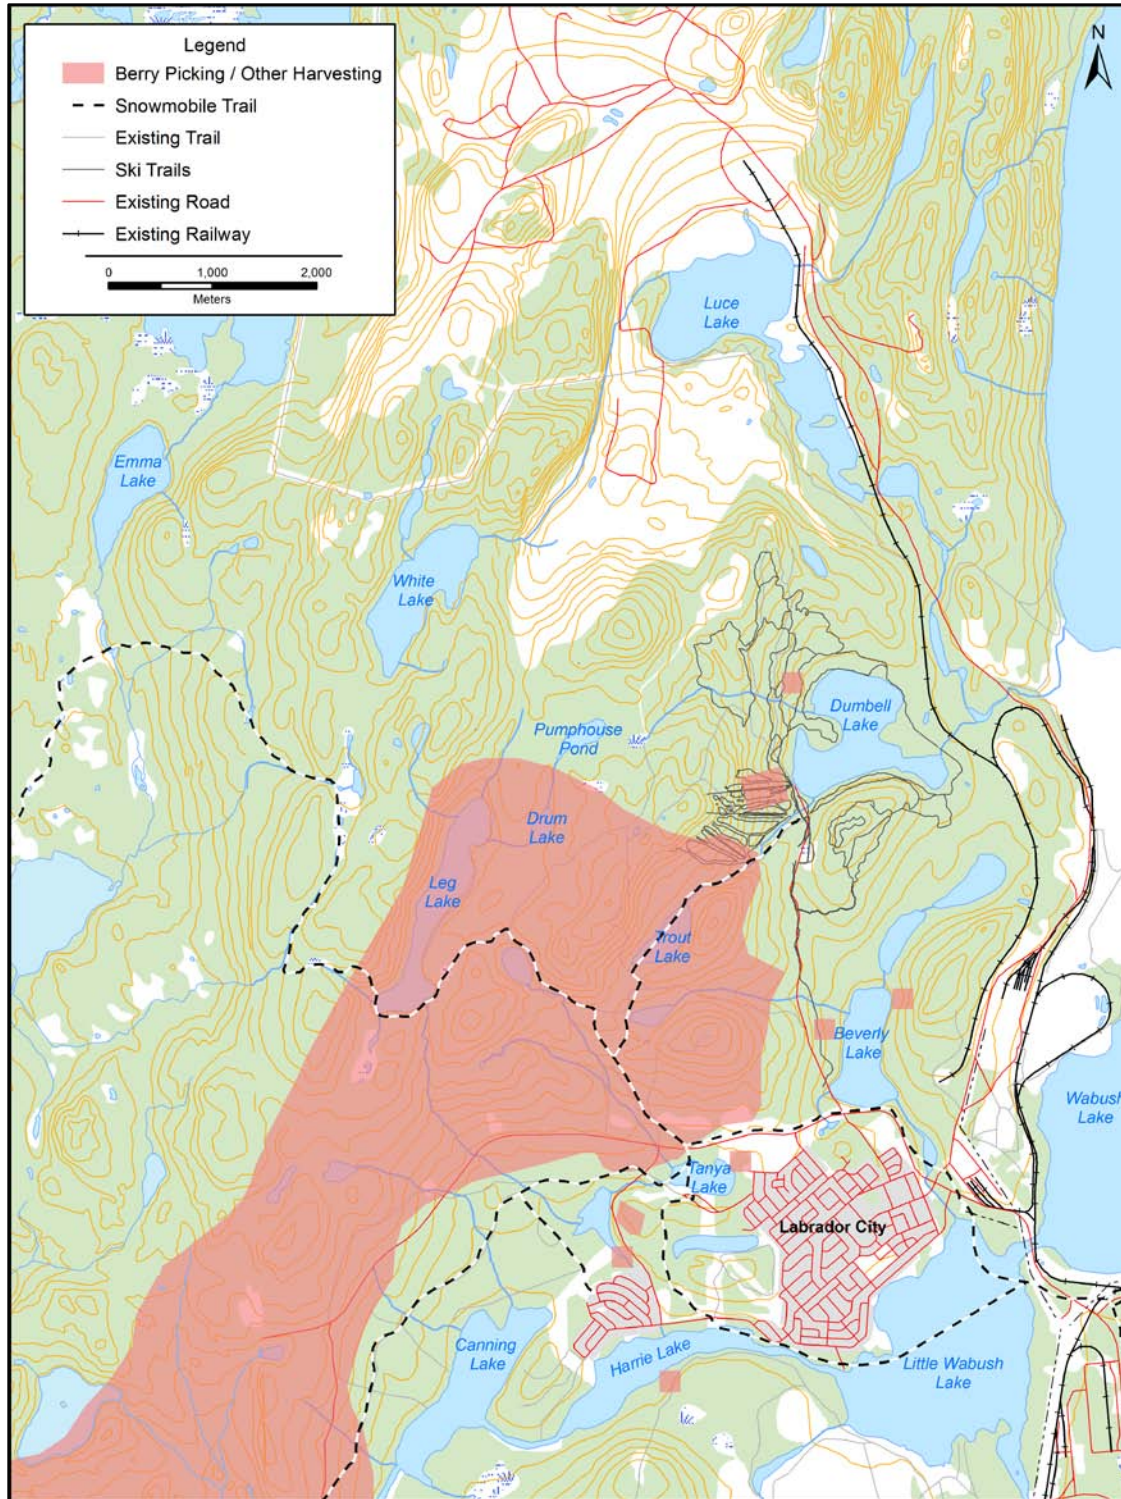 Legend
Berry Picking / Other Harvesting
Snowmobile Trail
Existing Trail
Ski Trails
Existing Road
Existing Railway
0 1,000 2,000
Meters
N
Luce
Lake
Emma
Lake
White
Lake
Dumbell
Lake
Pumphouse
Pond
Drum
Lake
Leg
Lake
Trout
Lake
Beverly
Lake
Wabush
Lake
Tanya
Lake
Labrador City
Canning
Lake
Harrie Lake
Little Wabush
Lake